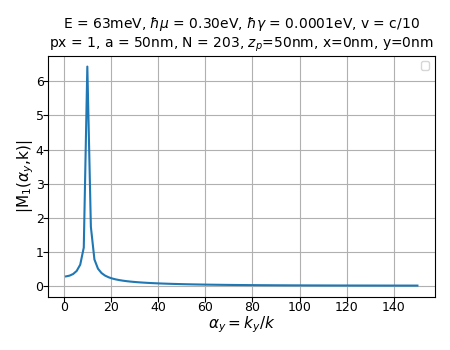 E = 63meV, ℏμ = 0.30eV, ℏγ = 0.0001eV, v = c/10
px = 1, a = 50nm, N = 203, z_p=50nm, x=0nm, y=0nm
|M₁(α_y,k)|
6
5
4
3
2
1
0
0 20 40 60 80 100 120 140
α_y = k_y/k